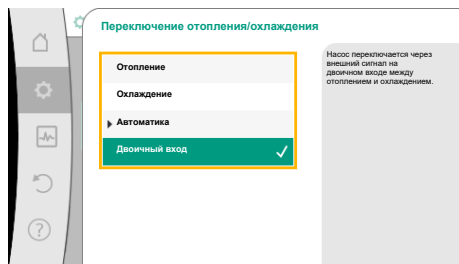 Переключение отопления/охлаждения
Отопление
Охлаждение
Автоматика
Двоичный вход
Насос переключается через
внешний сигнал на
двоичном входе между
отоплением и охлаждением.
?